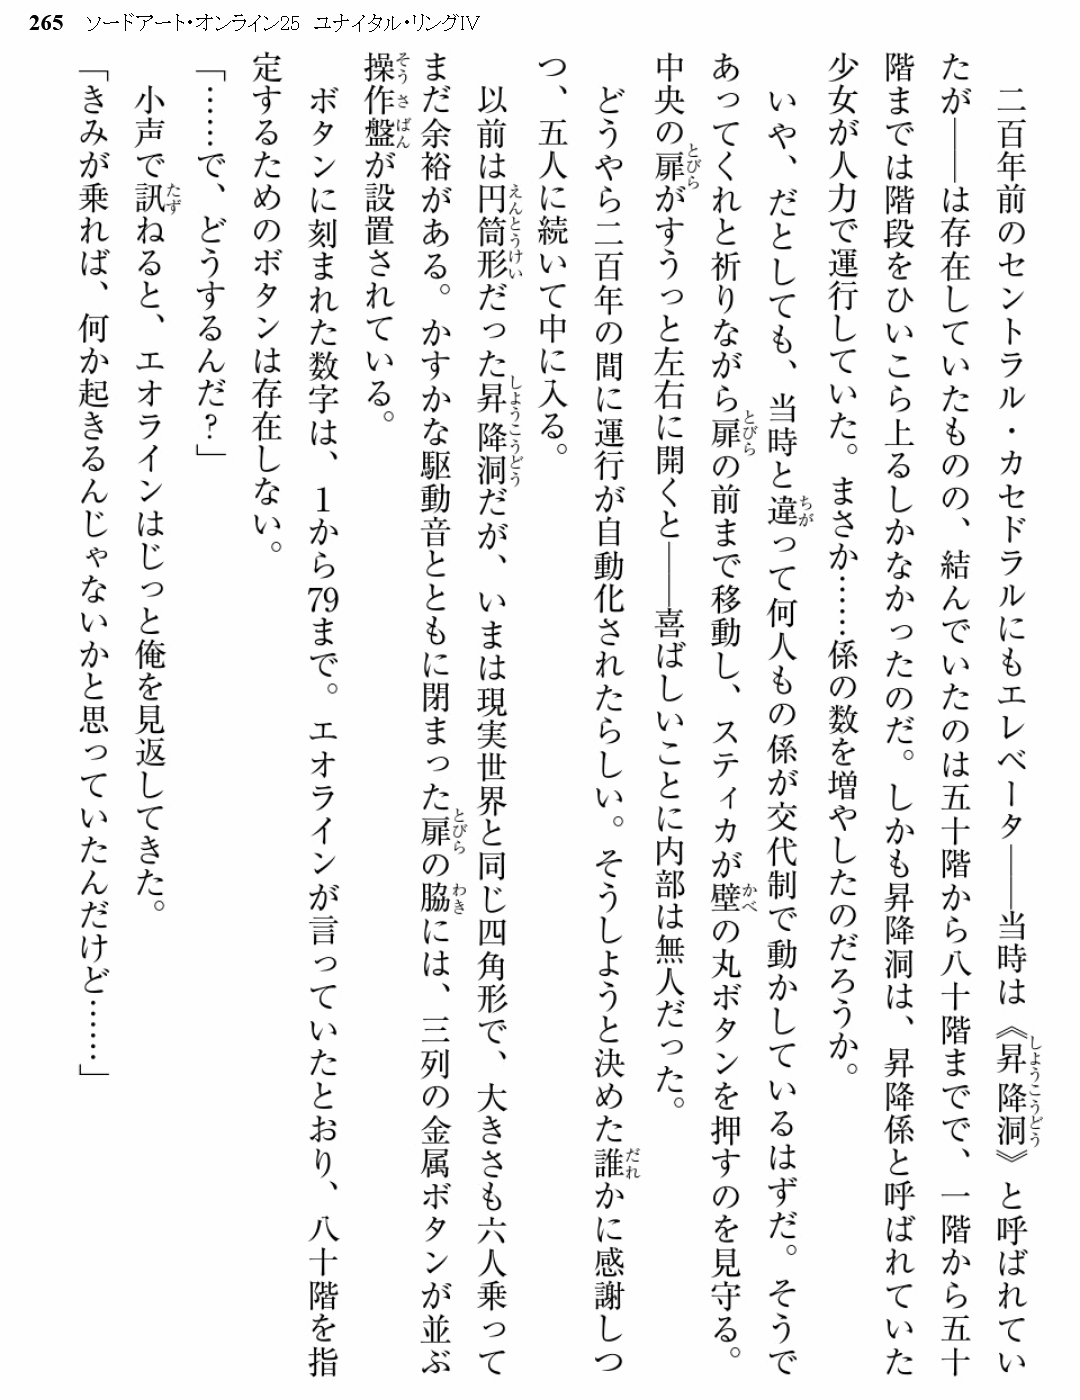 265 ソードアート・オンライン25 ユナイタル・リングⅣ
二百年前のセントラル・カセドラルにもエレベータ――当時は《昇降洞》と呼ばれてい
たが――は存在していたものの、結んでいたのは五十階から八十階までで、一階から五十
階までは階段をひいこら上るしかなかったのだ。しかも昇降洞は、昇降係と呼ばれていた
少女が人力で運行していた。まさか……係の数を増やしたのだろうか。
いや、だとしても、当時と違って何人もの係が交代制で動かしているはずだ。そうで
あってくれと祈りながら扉の前まで移動し、スティカが壁の丸ボタンを押すのを見守る。
中央の扉がすうっと左右に開くと――喜ばしいことに内部は無人だった。
どうやら二百年の間に運行が自動化されたらしい。そうしようと決めた誰かに感謝しつ
つ、五人に続いて中に入る。
以前は円筒形だった昇降洞だが、いまは現実世界と同じ四角形で、大きさも六人乗って
まだ余裕がある。かすかな駆動音とともに閉まった扉の脇には、三列の金属ボタンが並ぶ
操作盤が設置されている。
ボタンに刻まれた数字は、1から79まで。エオラインが言っていたとおり、八十階を指
定するためのボタンは存在しない。
「……で、どうするんだ?」
小声で訊ねると、エオラインはじっと俺を見返してきた。
「きみが乗れば、何か起きるんじゃないかと思っていたんだけど……」